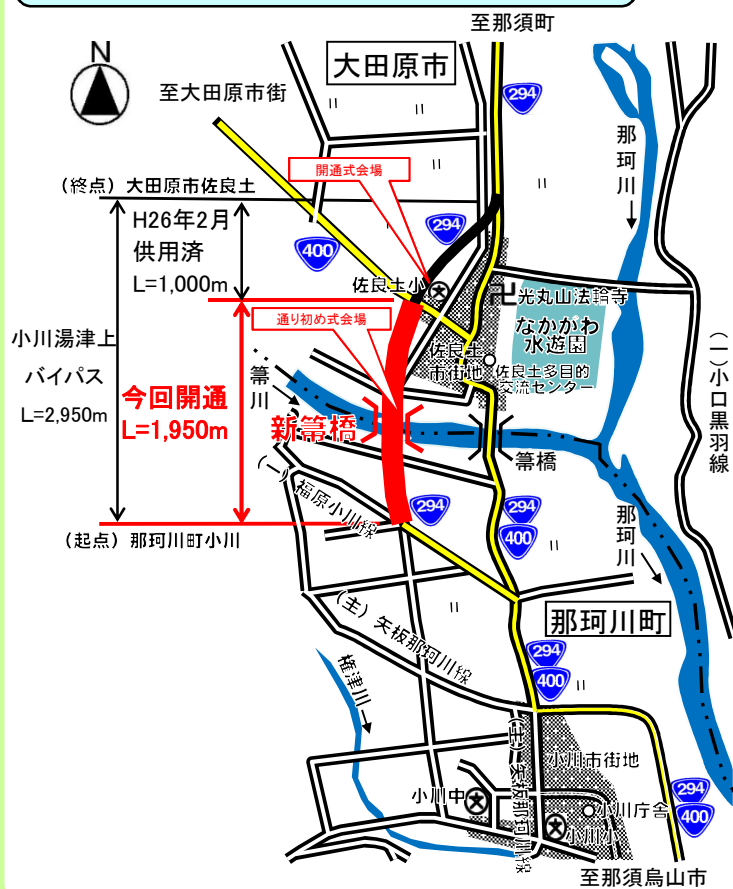 至那須町
N
大田原市
294
至大田原市街
那珂川
開通式会場
(終点) 大田原市佐良土
H26年2月
供用済
L=1,000m
294
400
佐良土小
光丸山法輪寺
通り初め式会場
なかがわ
水遊園
佐良土
市街地
佐良土多目的
交流センター
小川湯津上
バイパス
L=2,950m
今回開通
L=1,950m
箒川
新箒橋
箒橋
(一)小口黒羽線
(一)福原小川線
294
294
400
那珂川
(起点) 那珂川町小川
(主)矢板那珂川線
那珂川町
294
400
権津川
(主)矢板那珂川線
小川市街地
小川中
小川庁舎
小川小
294
400
至那須烏山市